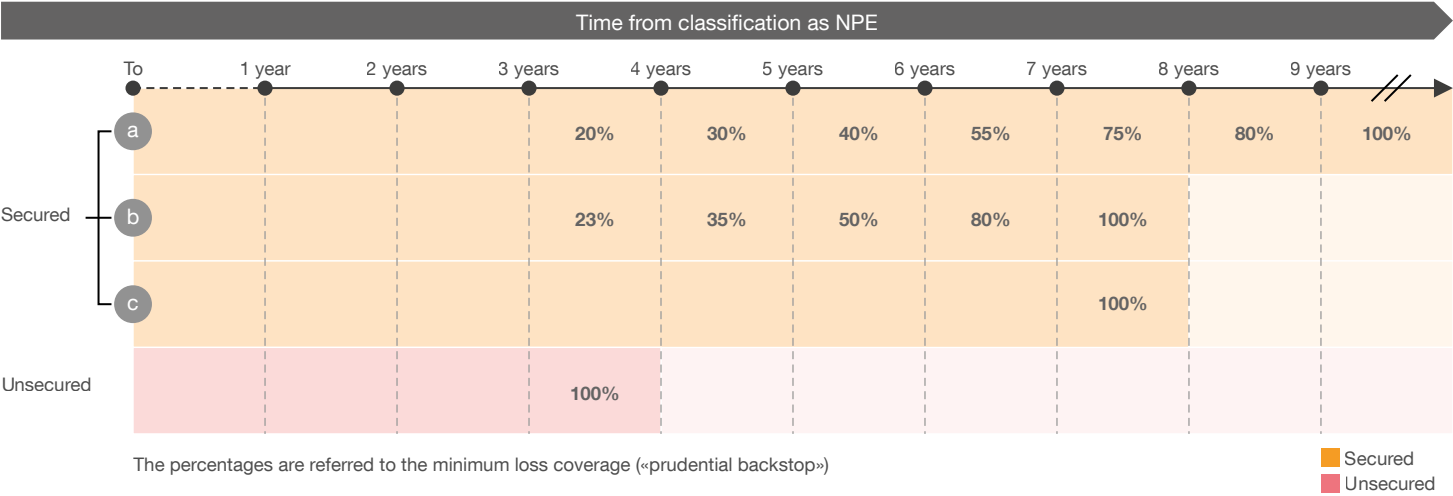 Time from classification as NPE
To 1 year 2 years 3 years 4 years 5 years 6 years 7 years 8 years 9 years
a 20% 30% 40% 55% 75% 80% 100%
Secured
b 23% 35% 50% 80% 100%
c 100%
Unsecured
100%
The percentages are referred to the minimum loss coverage («prudential backstop»)
Secured
Unsecured